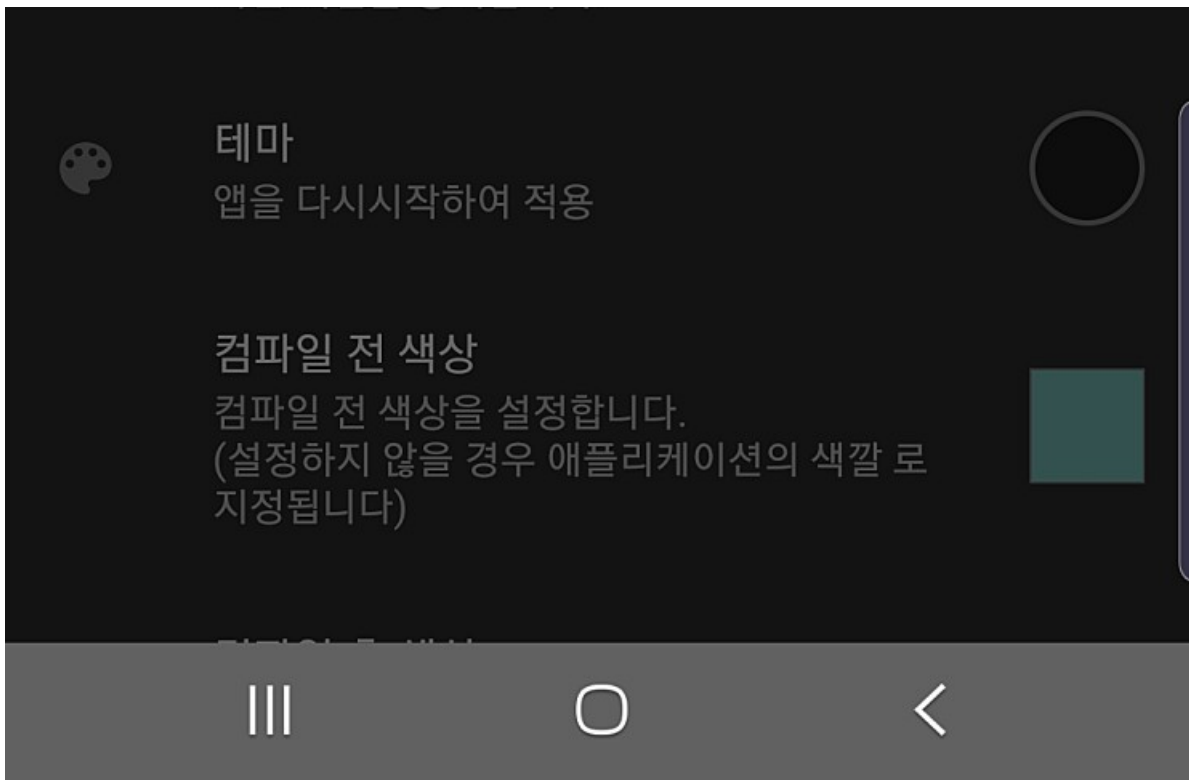 테마
앱을 다시시작하여 적용
컴파일 전 색상
컴파일 전 색상을 설정합니다.
(설정하지 않을 경우 애플리케이션의 색깔 로
지정됩니다)